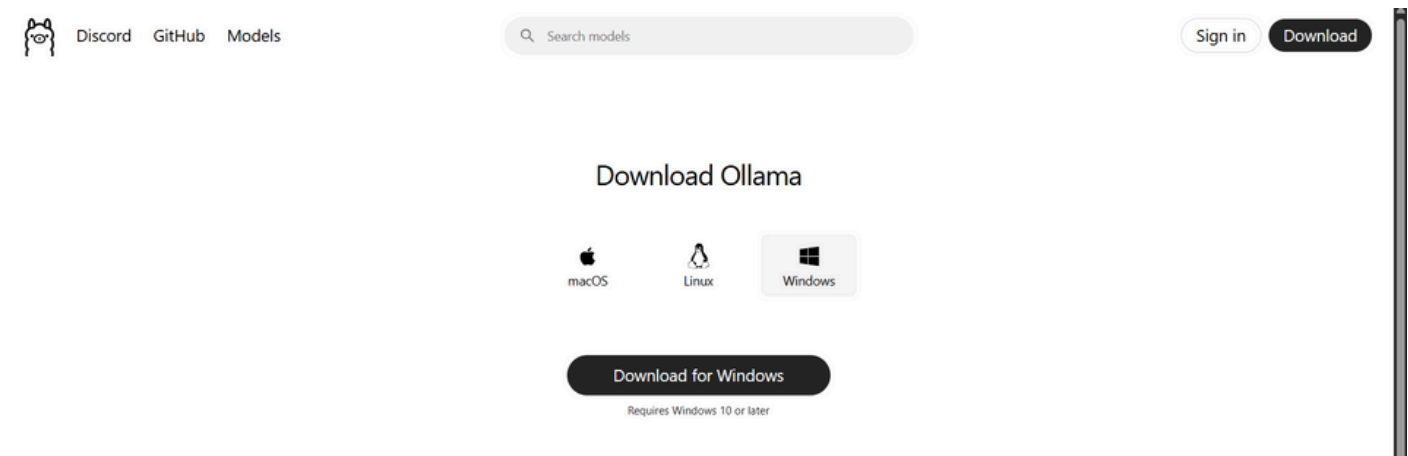 Discord GitHub Models Search models Sign in Download
Download Ollama
macOS Linux Windows
Download for Windows
Requires Windows 10 or later